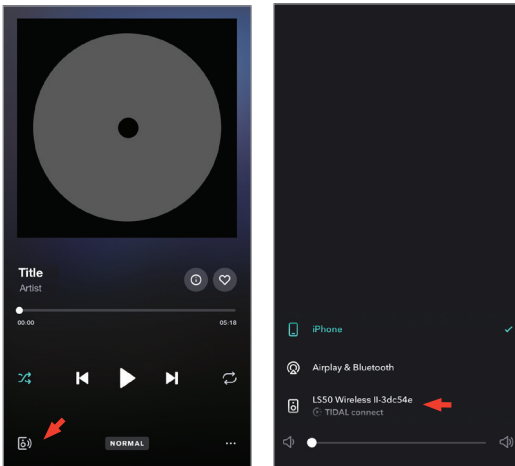 Title
Artist
00:00
05:18
NORMAL
iPhone
Airplay & Bluetooth
LS50 Wireless II-3dc54e
TIDAL connect